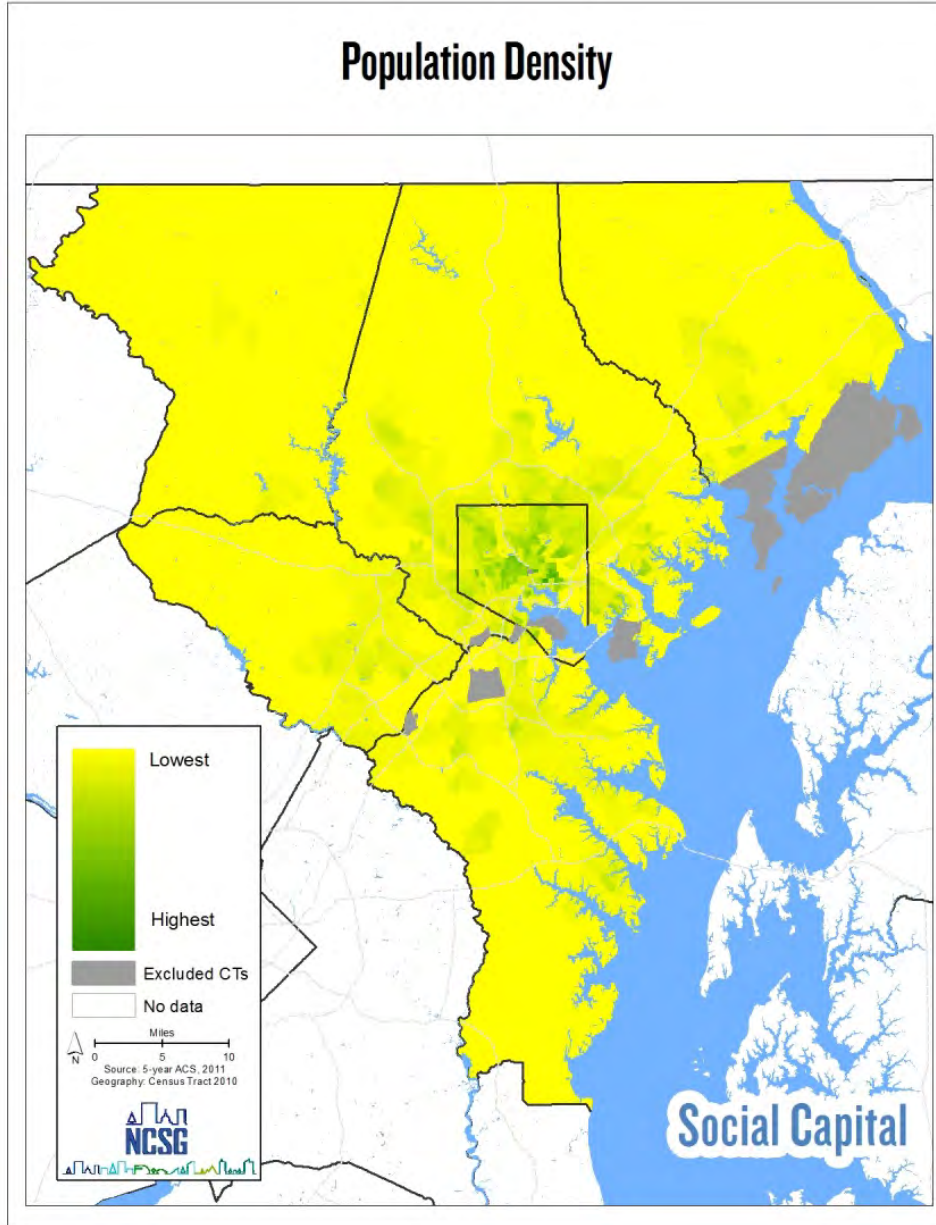 Population Density
Lowest
Highest
Excluded CTs
No data
Miles
N
0 5 10
Source: 5-year ACS, 2011
Geography: Census Tract 2010
NCSG
Social Capital